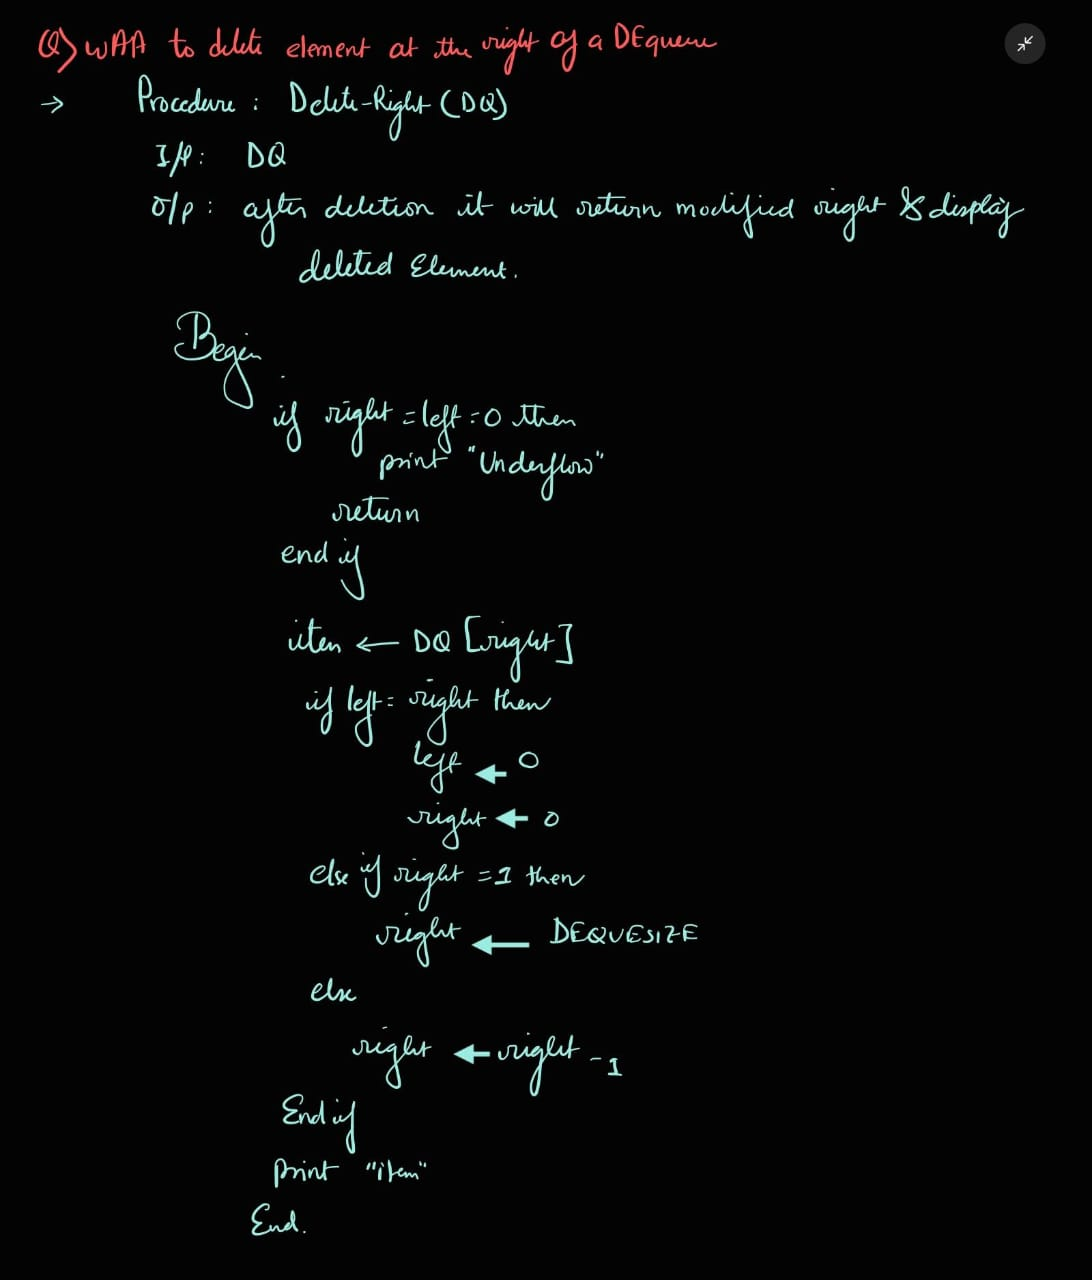 Q) WAA to delete element at the right of a DEqueue
→ Procedure : Delete-Right (DQ)
I/P : DQ
O/P : after deletion it will return modified right & display
deleted Element.
Begin
if right = left = 0 then
print "Underflow"
return
end if
item ← DQ [right]
if left = right then
left ← 0
right ← 0
else if right = 1 then
right ← DEQUESIZE
else
right ← right - 1
End if
print "item"
End.